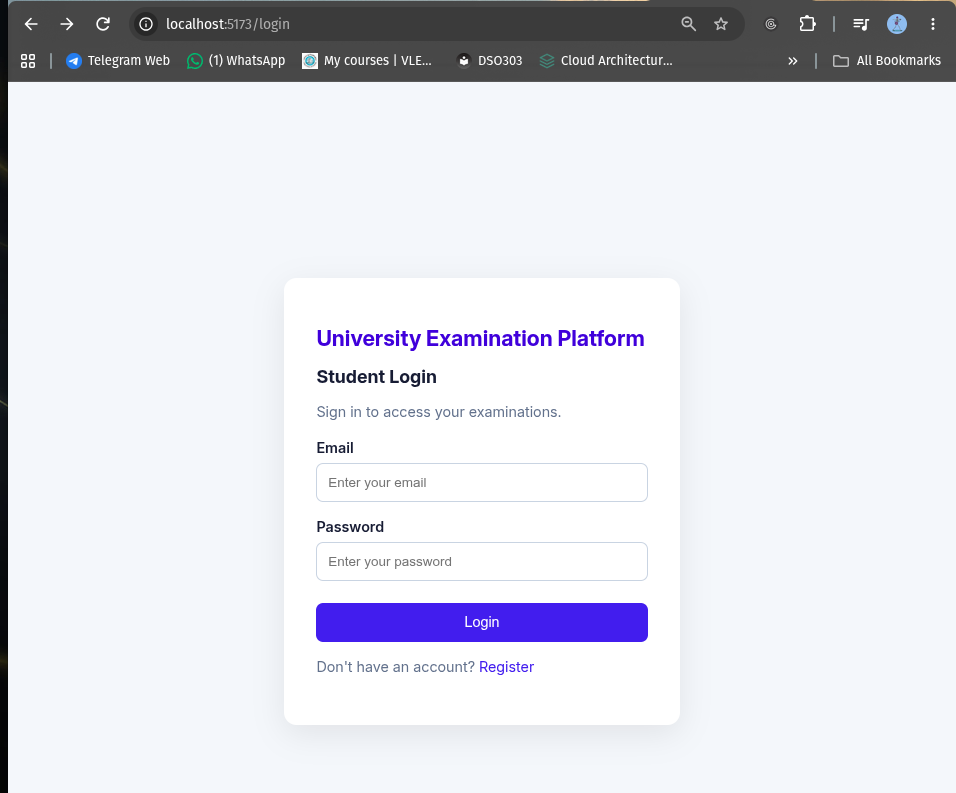 localhost:5173/login
Telegram Web (1) WhatsApp My courses | VLE... DSO303 Cloud Architectur... » All Bookmarks
University Examination Platform
Student Login
Sign in to access your examinations.
Email
Enter your email
Password
Enter your password
Login
Don't have an account? Register